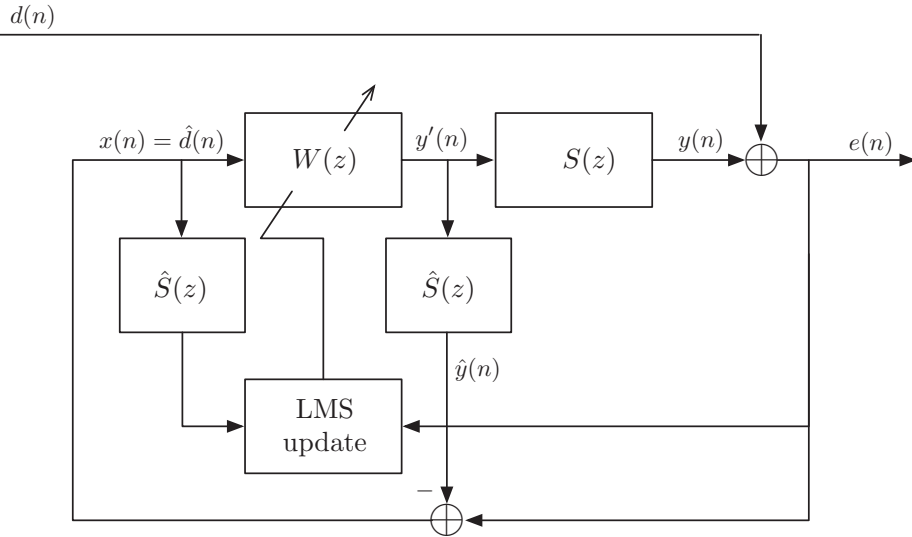 d(n)
x(n) = d̂(n)
W(z)
y′(n)
S(z)
y(n)
e(n)
Ŝ(z)
Ŝ(z)
ŷ(n)
LMS
update
−